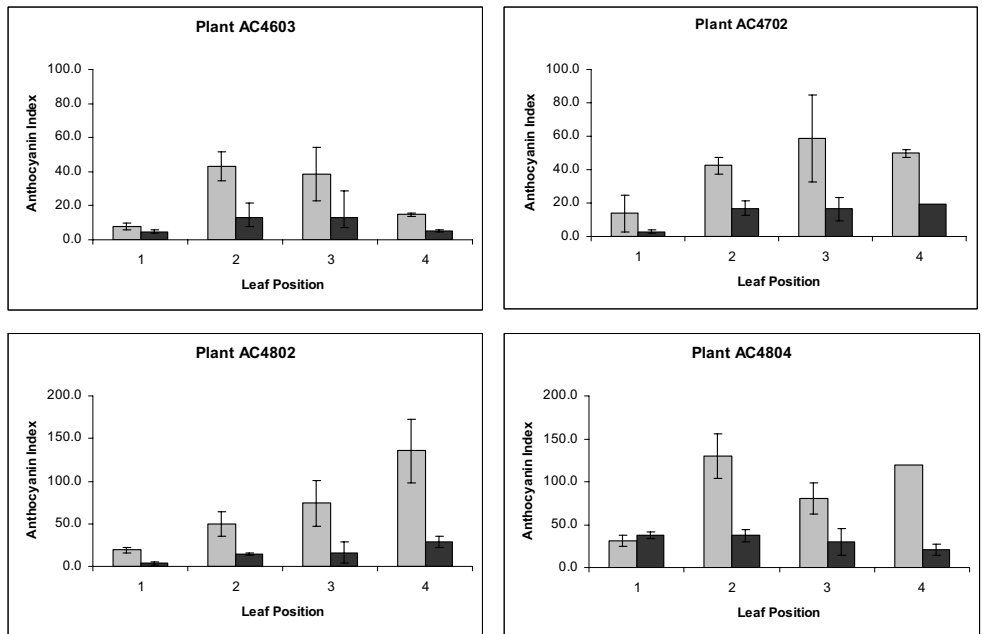 Plant AC4603
100.0
80.0
60.0
40.0
20.0
0.0
Anthocyanin Index
1 2 3 4
Leaf Position
Plant AC4702
100.0
80.0
60.0
40.0
20.0
0.0
Anthocyanin Index
1 2 3 4
Leaf Position
Plant AC4802
200.0
150.0
100.0
50.0
0.0
Anthocyanin Index
1 2 3 4
Leaf Position
Plant AC4804
200.0
150.0
100.0
50.0
0.0
Anthocyanin Index
1 2 3 4
Leaf Position